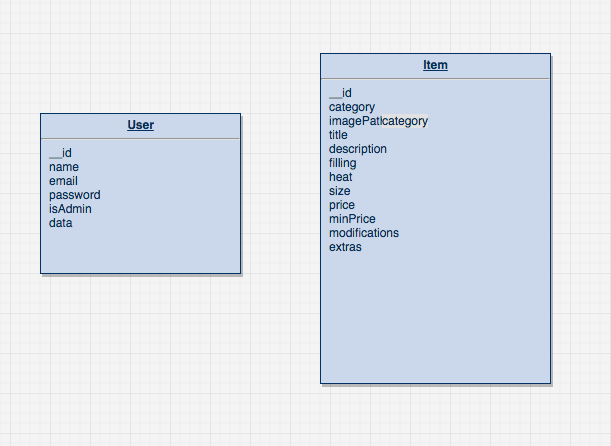 User
__id
name
email
password
isAdmin
data
Item
__id
category
imagePatcategory
title
description
filling
heat
size
price
minPrice
modifications
extras